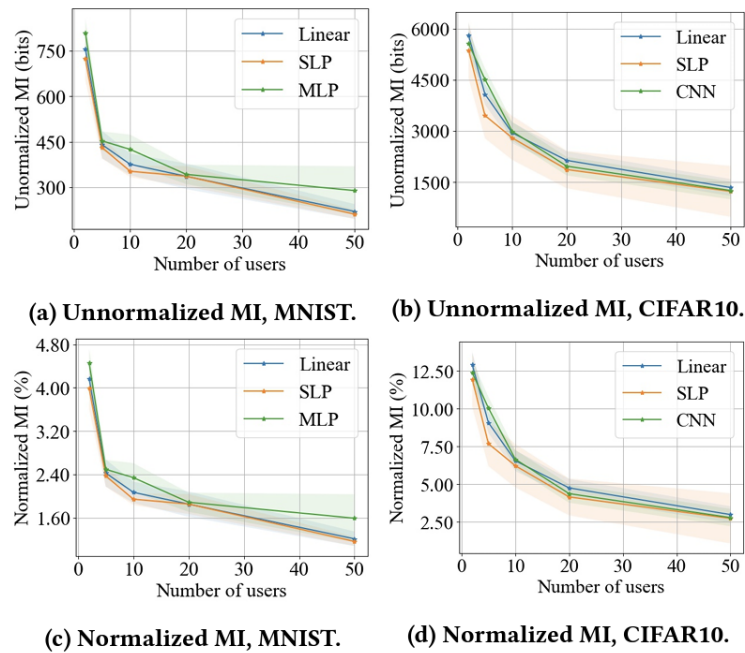 750
600
450
300
Unormalized MI (bits)
Linear
SLP
MLP
0 10 20 30 40 50
Number of users
(a) Unnormalized MI, MNIST.
6000
4500
3000
1500
Unormalized MI (bits)
Linear
SLP
CNN
0 10 20 30 40 50
Number of users
(b) Unnormalized MI, CIFAR10.
4.80
4.00
3.20
2.40
1.60
Normalized MI (%)
Linear
SLP
MLP
0 10 20 30 40 50
Number of users
(c) Normalized MI, MNIST.
12.50
10.00
7.50
5.00
2.50
Normalized MI (%)
Linear
SLP
CNN
0 10 20 30 40 50
Number of users
(d) Normalized MI, CIFAR10.